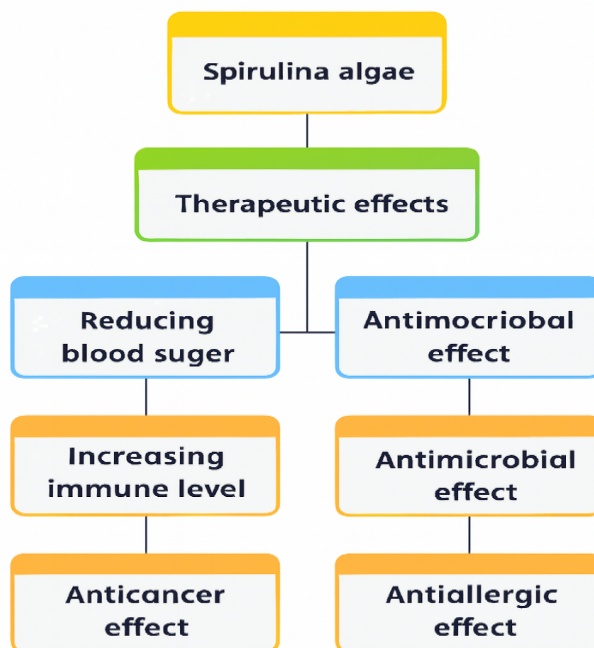 Spirulina algae
Therapeutic effects
Reducing
blood suger
Antimocriobal
effect
Increasing
immune level
Antimicrobial
effect
Anticancer
effect
Antiallergic
effect